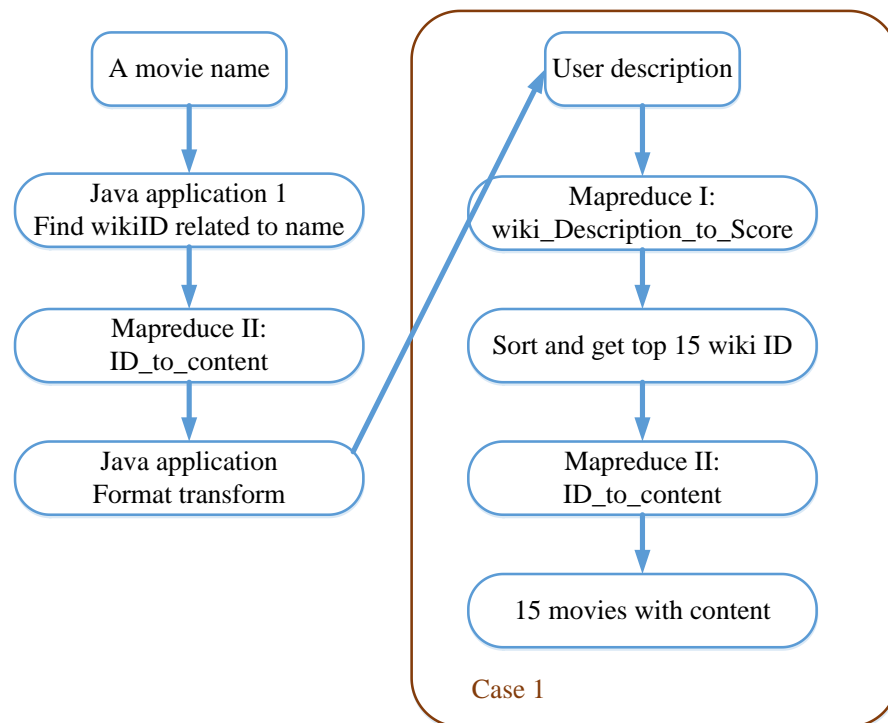 A movie name
Java application 1
Find wikiID related to name
Mapreduce II:
ID_to_content
Java application
Format transform
User description
Mapreduce I:
wiki_Description_to_Score
Sort and get top 15 wiki ID
Mapreduce II:
ID_to_content
15 movies with content
Case 1